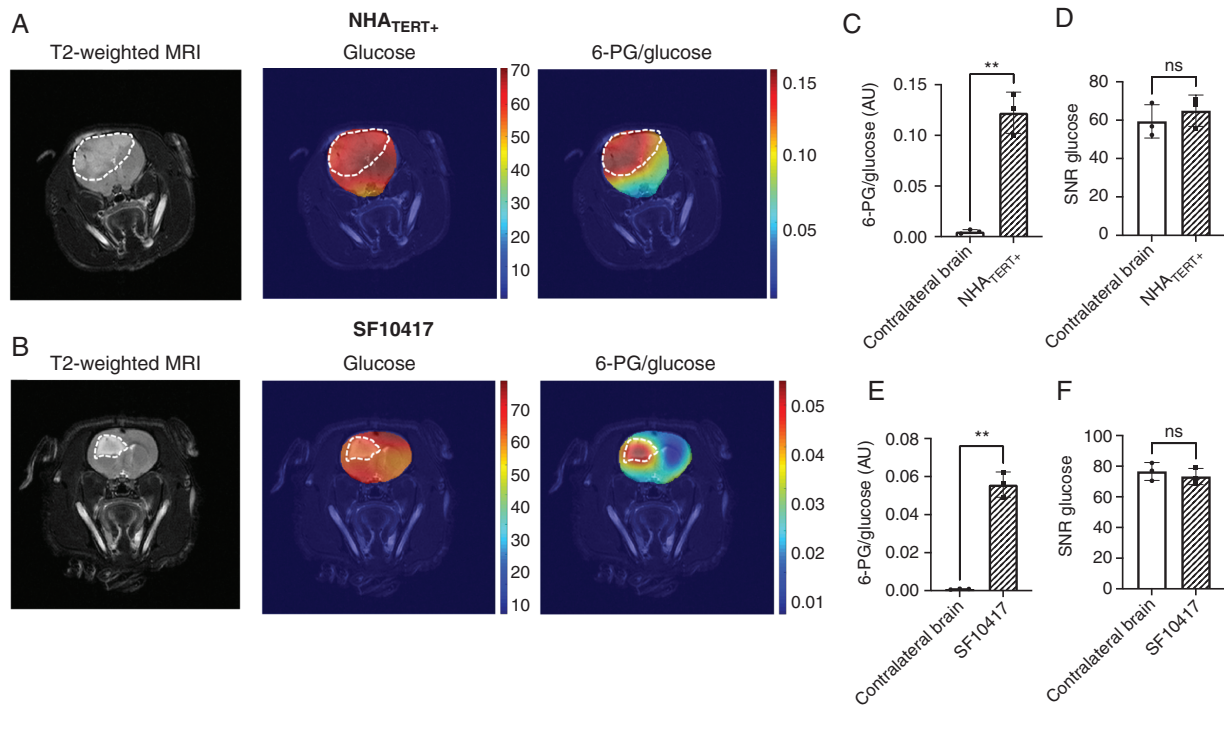 A
NHATERT+
T2-weighted MRI
Glucose
6-PG/glucose
70
60
50
40
30
20
10
0.15
0.10
0.05
C
6-PG/glucose (AU)
0.15
0.10
0.05
0.00
**
Contralateral brain
NHATERT+
D
SNR glucose
80
60
40
20
0
ns
Contralateral brain
NHATERT+
B
SF10417
T2-weighted MRI
Glucose
6-PG/glucose
70
60
50
40
30
20
10
0.05
0.04
0.03
0.02
0.01
E
6-PG/glucose (AU)
0.08
0.06
0.04
0.02
0.00
**
Contralateral brain
SF10417
F
SNR glucose
100
80
60
40
20
0
ns
Contralateral brain
SF10417